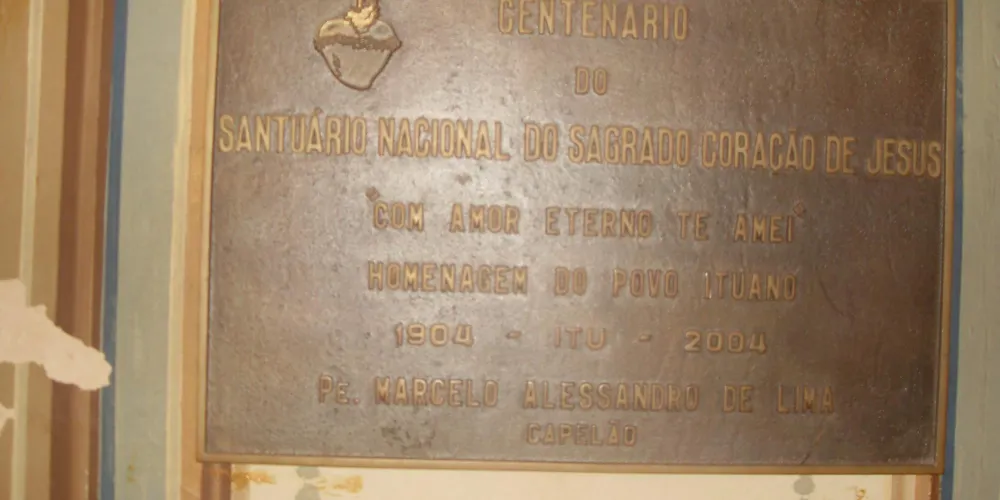 CENTENÁRIO
DO
SANTUÁRIO NACIONAL DO SAGRADO CORAÇÃO DE JESUS
"COM AMOR ETERNO TE AMEI"
HOMENAGEM DO POVO ITUANO
1904 - ITU - 2004
PE. MARCELO ALESSANDRO DE LIMA
CAPELÃO